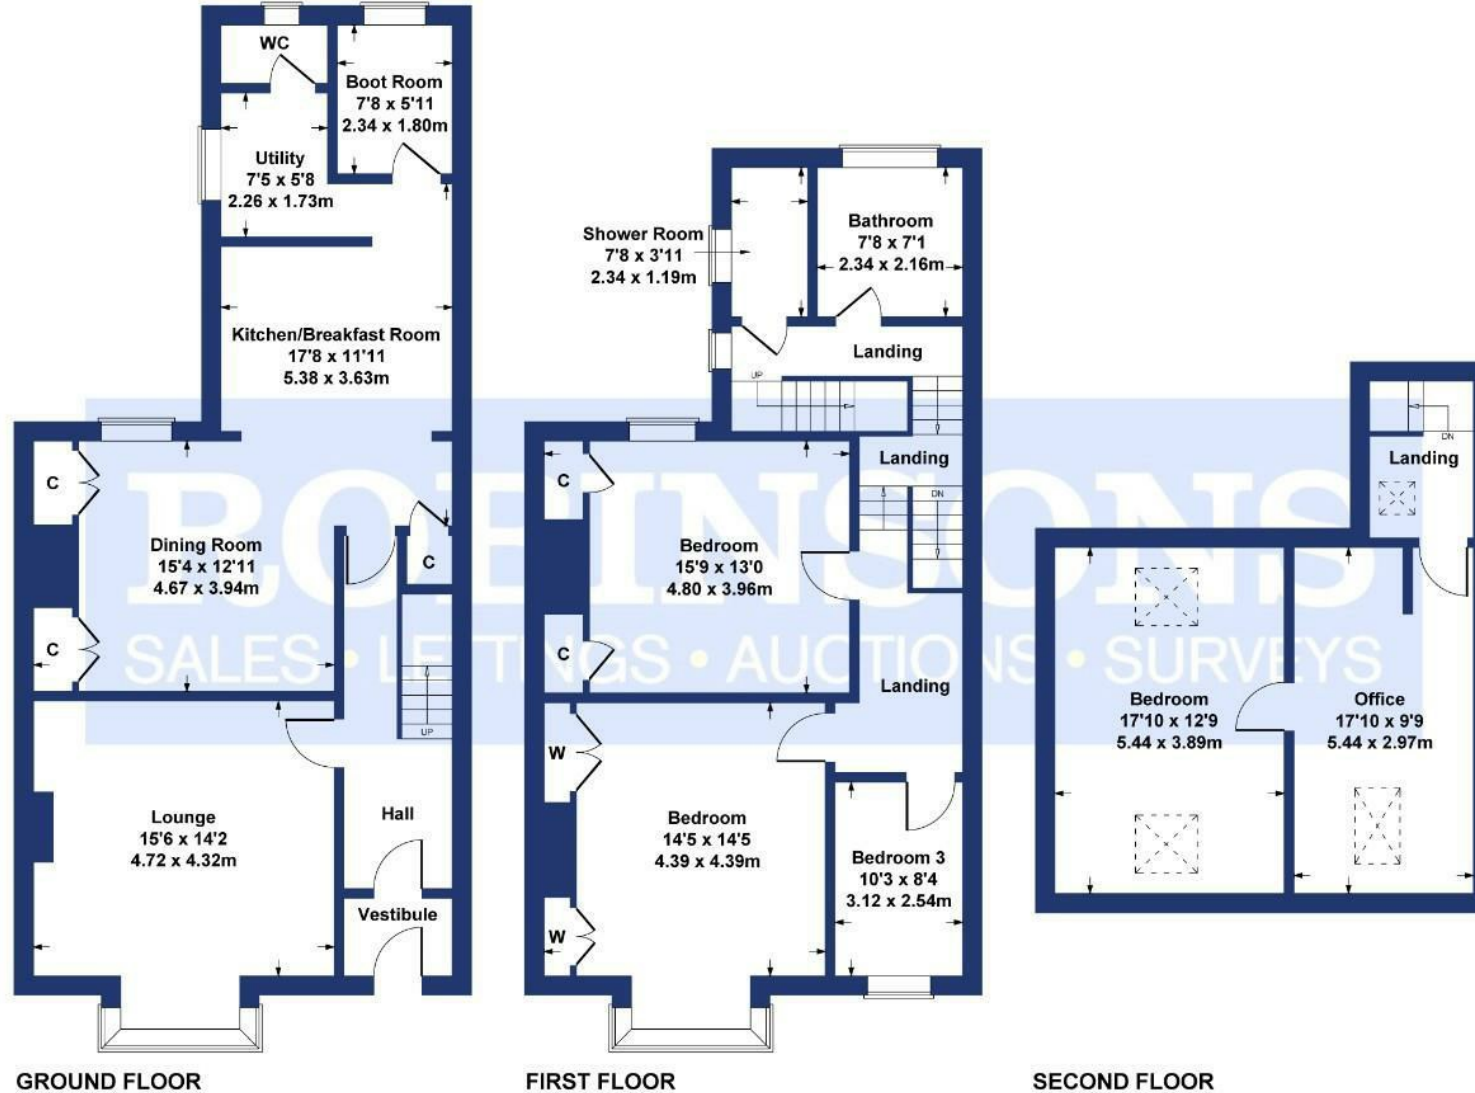 WC
Boot Room
7'8 x 5'11
2.34 x 1.80m
Utility
7'5 x 5'8
2.26 x 1.73m
Kitchen/Breakfast Room
17'8 x 11'11
5.38 x 3.63m
C
Dining Room
15'4 x 12'11
4.67 x 3.94m
C
C
UP
Lounge
15'6 x 14'2
4.72 x 4.32m
Hall
Vestibule
GROUND FLOOR
Shower Room
7'8 x 3'11
2.34 x 1.19m
Bathroom
7'8 x 7'1
2.34 x 2.16m
Landing
UP
Landing
DN
C
Bedroom
15'9 x 13'0
4.80 x 3.96m
C
Landing
W
Bedroom
14'5 x 14'5
4.39 x 4.39m
W
Bedroom 3
10'3 x 8'4
3.12 x 2.54m
FIRST FLOOR
DN
Landing
Bedroom
17'10 x 12'9
5.44 x 3.89m
Office
17'10 x 9'9
5.44 x 2.97m
SECOND FLOOR
ROBINSONS
SALES • LETTINGS • AUCTIONS • SURVEYS